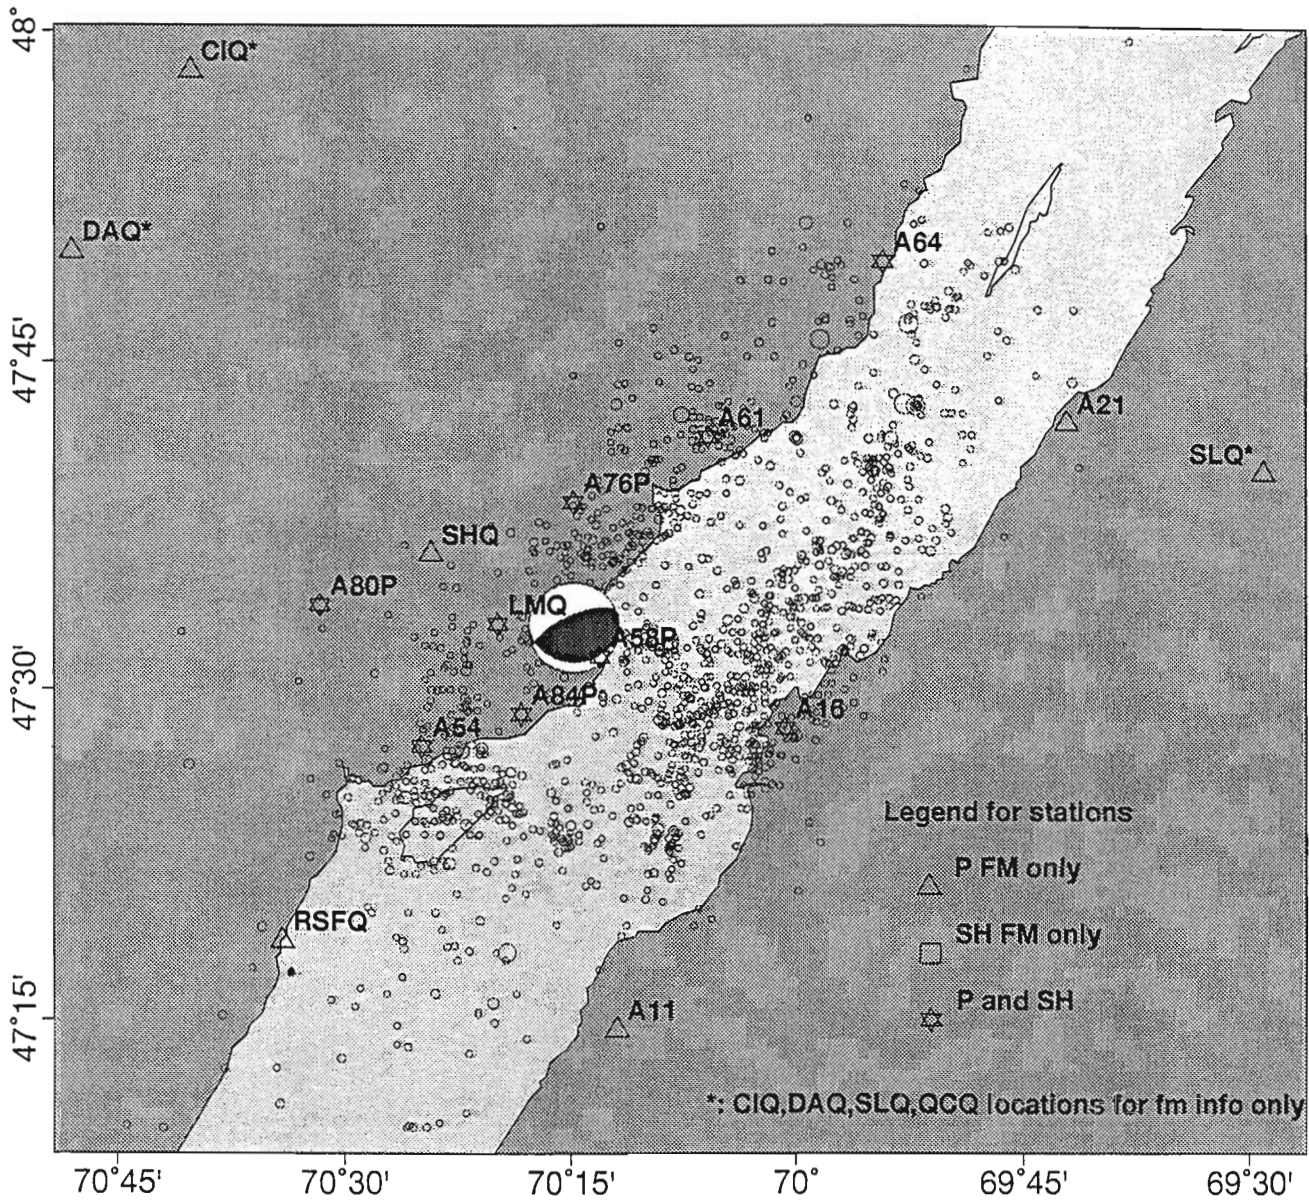 48°
CIQ*
DAQ*
A64
47°45'
A61
A21
SLQ*
A76P
SHQ
A80P
LMQ
A58P
47°30'
A84P
A54
A16
Legend for stations
P FM only
RSFQ
SH FM only
P and SH
47°15'
A11
*: CIQ,DAQ,SLQ,QCQ locations for fm info only
70°45'
70°30'
70°15'
70°
69°45'
69°30'